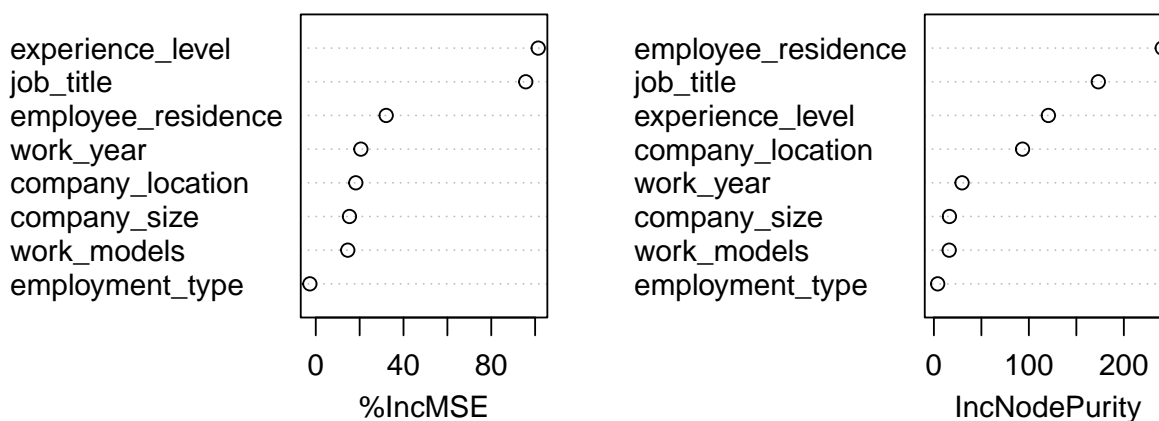 experience_level
job_title
employee_residence
work_year
company_location
company_size
work_models
employment_type
0 40 80
%IncMSE
employee_residence
job_title
experience_level
company_location
work_year
company_size
work_models
employment_type
0 100 200
IncNodePurity